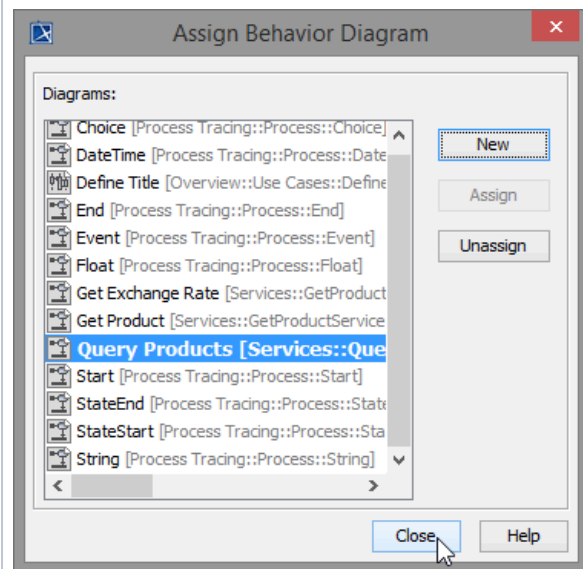 Assign Behavior Diagram
Diagrams:
Choice [Process Tracing::Process::Choice]
DateTime [Process Tracing::Process::Date
Define Title [Overview::Use Cases::Define
End [Process Tracing::Process::End]
Event [Process Tracing::Process::Event]
Float [Process Tracing::Process::Float]
Get Exchange Rate [Services::GetProduct
Get Product [Services::GetProductService
Query Products [Services::Que
Start [Process Tracing::Process::Start]
StateEnd [Process Tracing::Process::State
StateStart [Process Tracing::Process::Sta
String [Process Tracing::Process::String]
New
Assign
Unassign
Close
Help